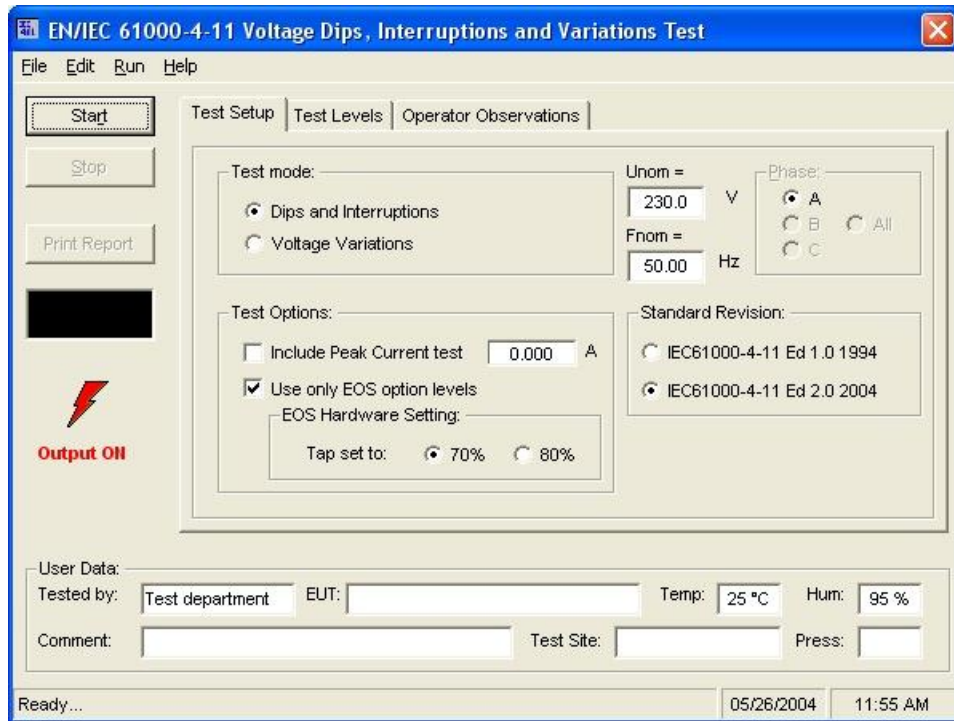 EN/IEC 61000-4-11 Voltage Dips, Interruptions and Variations Test
File Edit Run Help
Start
Stop
Print Report
Output ON
Test Setup Test Levels Operator Observations
Test mode:
Dips and Interruptions
Voltage Variations
Unom =
230.0 V
Fnom =
50.00 Hz
Phase:
A
B All
C
Test Options:
Include Peak Current test 0.000 A
Use only EOS option levels
EOS Hardware Setting:
Tap set to: 70% 80%
Standard Revision:
IEC61000-4-11 Ed 1.0 1994
IEC61000-4-11 Ed 2.0 2004
User Data:
Tested by: Test department EUT: Temp: 25 °C Hum: 95 %
Comment: Test Site: Press:
Ready... 05/26/2004 11:55 AM